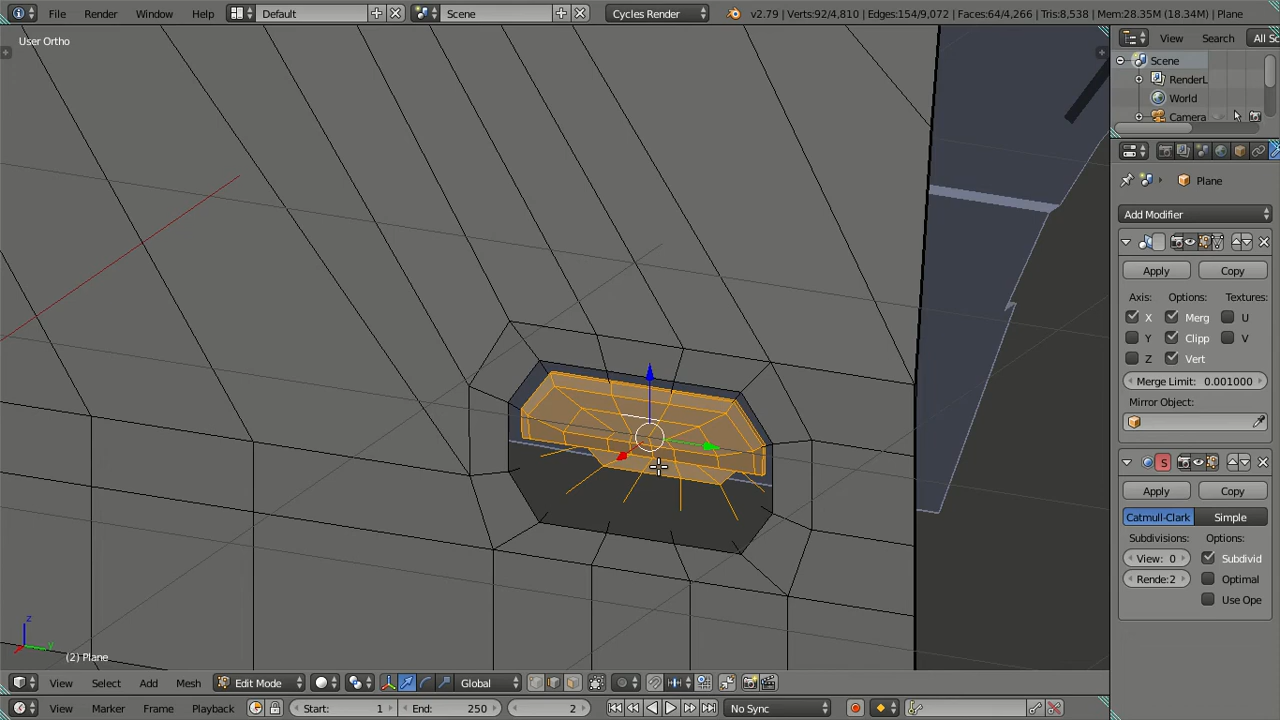 File Render Window Help Default Scene Cycles Render v2.79 | Verts:92/4,810 | Edges:154/9,072 | Faces:64/4,266 | Tris:8,538 | Mem:28.35M (18.34M) | Plane
User Ortho
View Search All Sc
Scene
RenderL
World
Camera
Plane
Add Modifier
Apply Copy
Axis: Options: Textures:
X Merg U
Y Clipp V
Z Vert
Merge Limit: 0.001000
Mirror Object:
S
Apply Copy
Catmull-Clark Simple
Subdivisions: Options:
View: 0 Subdivid
Rende:2 Optimal
Use Ope
z
y
(2) Plane
View Select Add Mesh Edit Mode Global
View Marker Frame Playback Start: 1 End: 250 2 No Sync